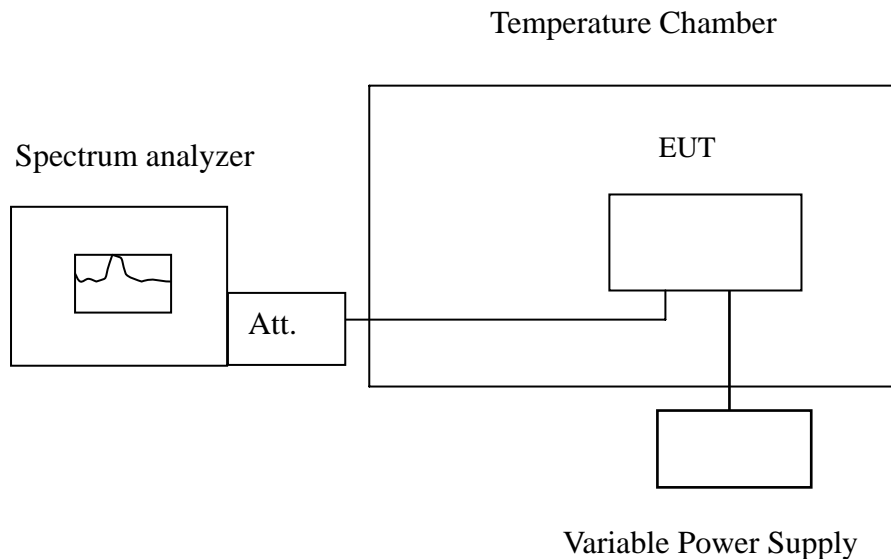 Temperature Chamber
Spectrum analyzer
EUT
Att.
Variable Power Supply